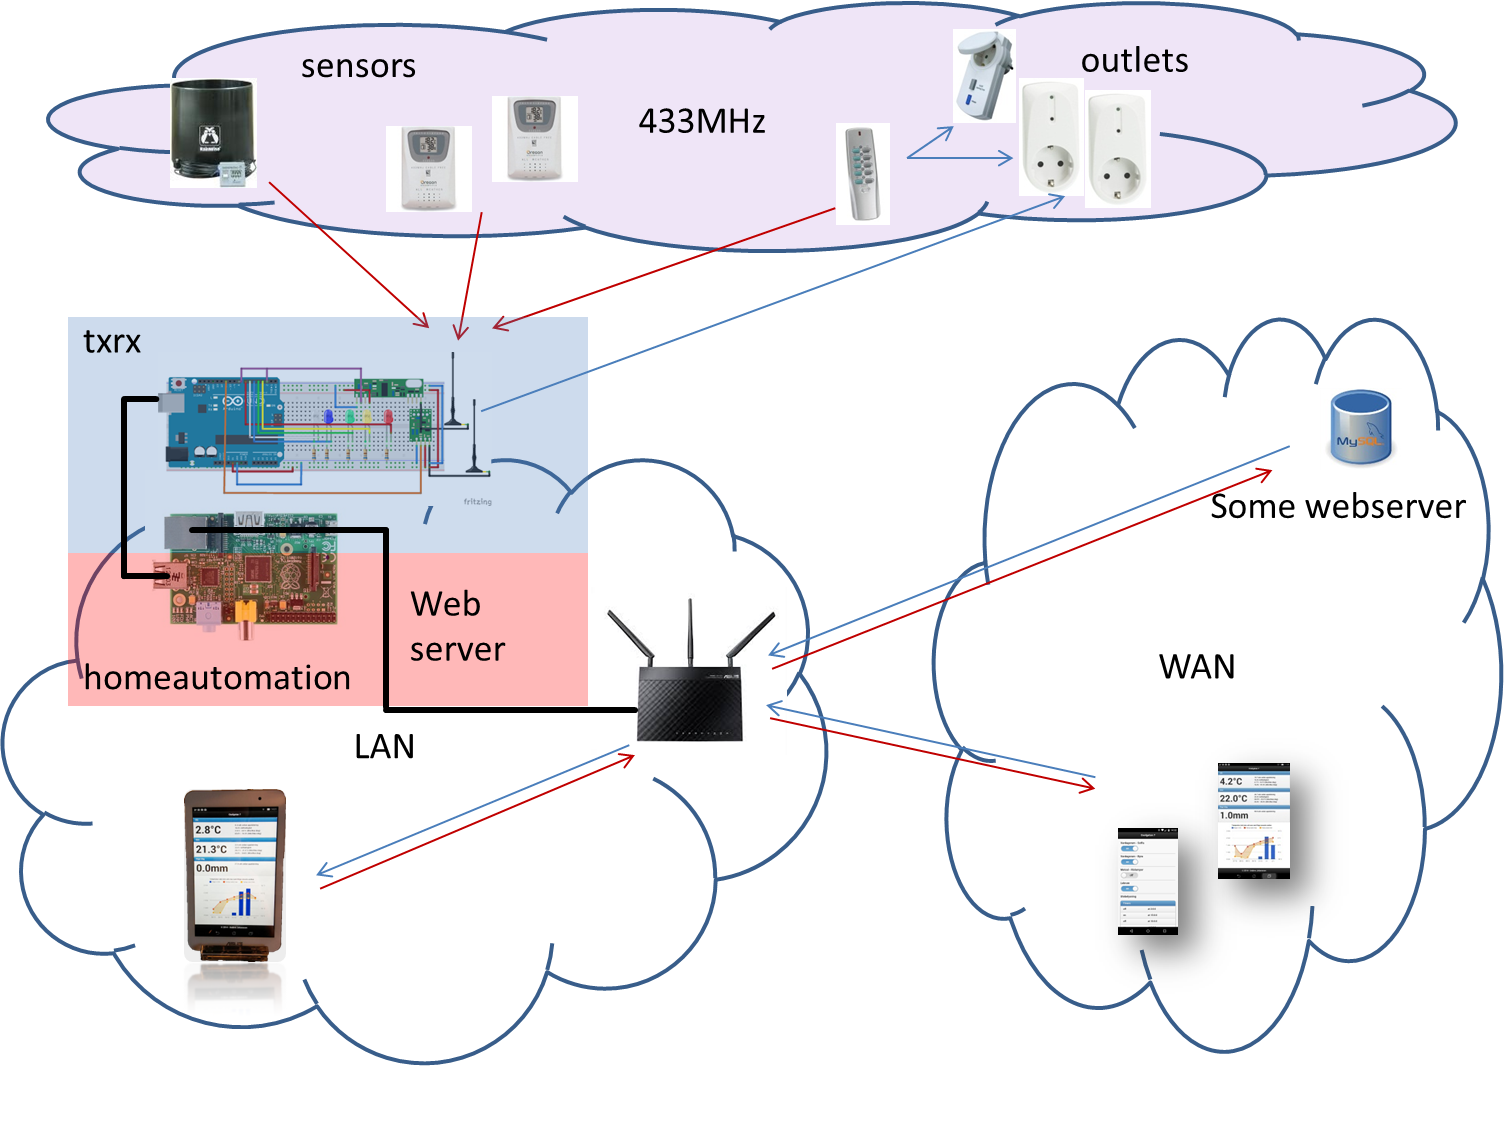 sensors
outlets
433MHz
txrx
fritzing
MySQL
Some webserver
Web
server
homeautomation
WAN
LAN
2.8°C
21.3°C
0.0mm
4.2°C
22.0°C
1.0mm